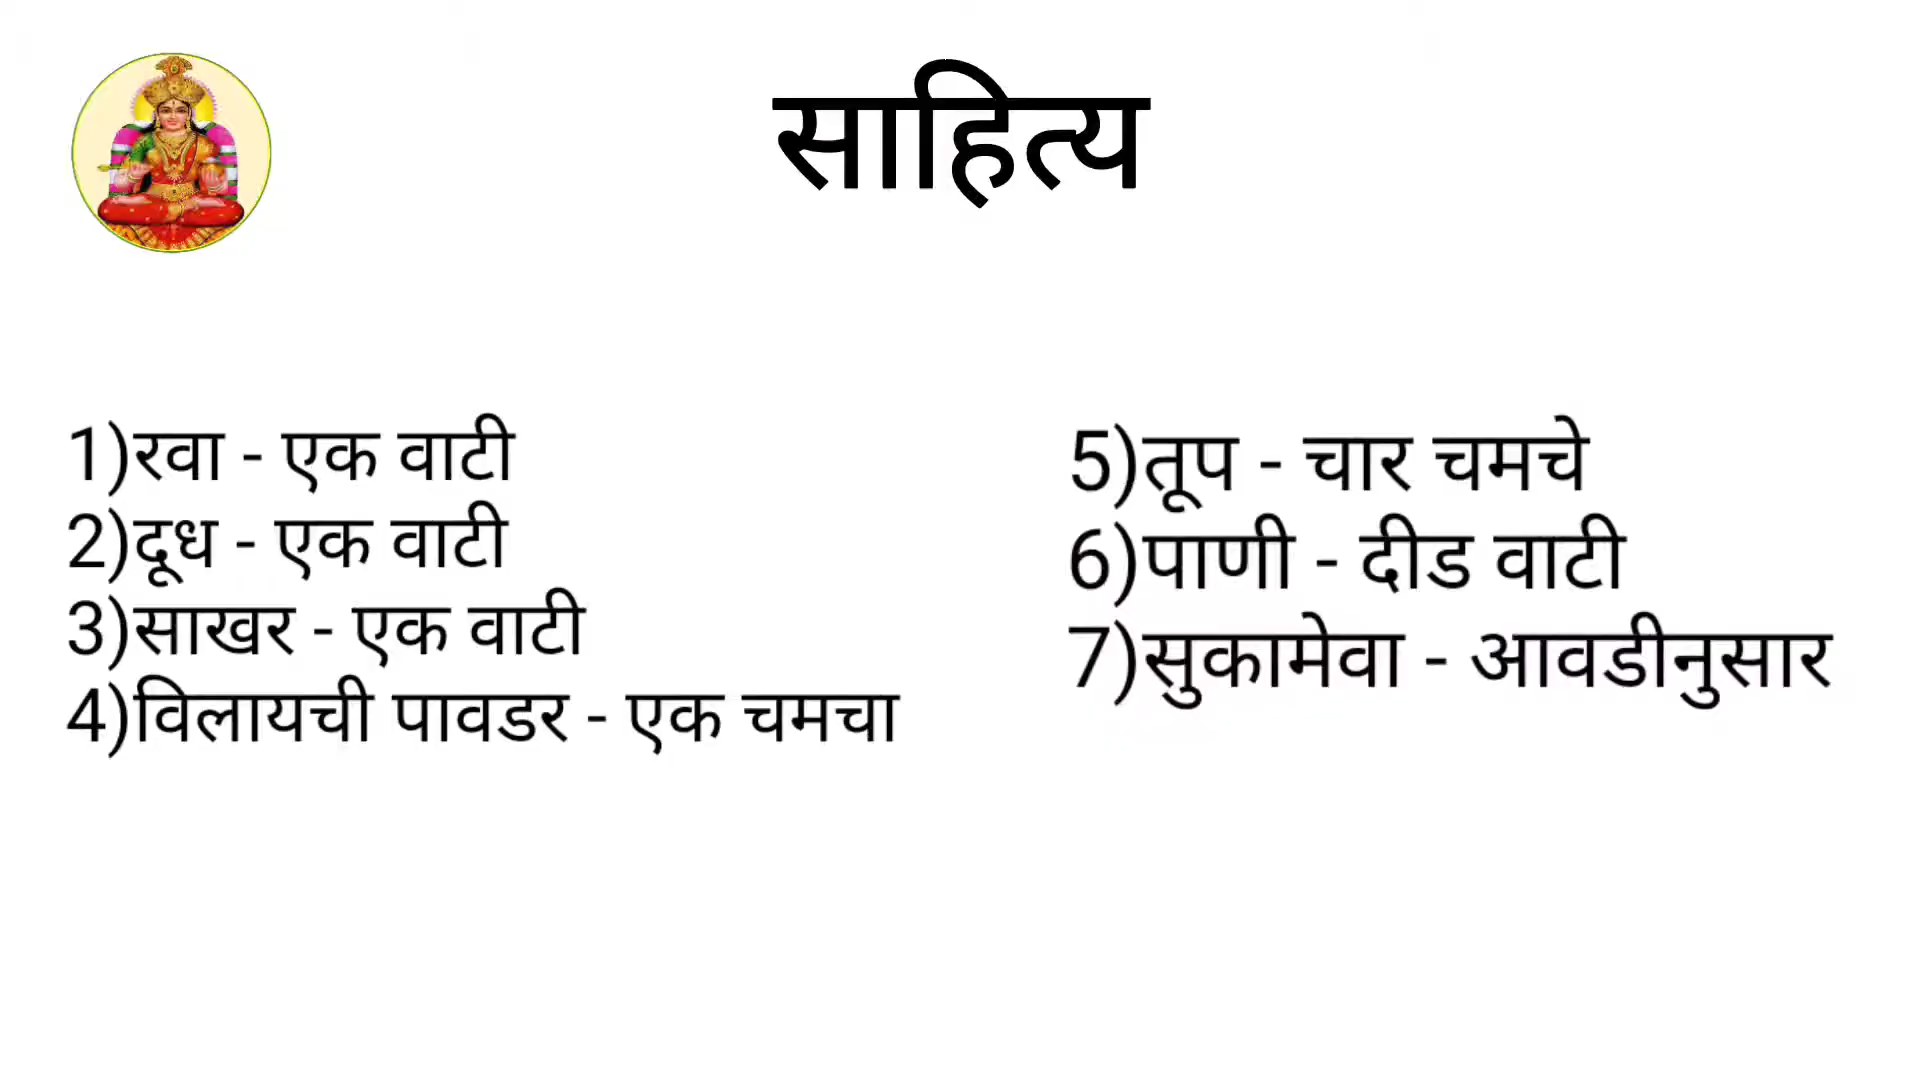 साहित्य
1)रवा - एक वाटी
2)दूध - एक वाटी
3)साखर - एक वाटी
4)विलायची पावडर - एक चमचा
5)तूप - चार चमचे
6)पाणी - दीड वाटी
7)सुकामेवा - आवडीनुसार